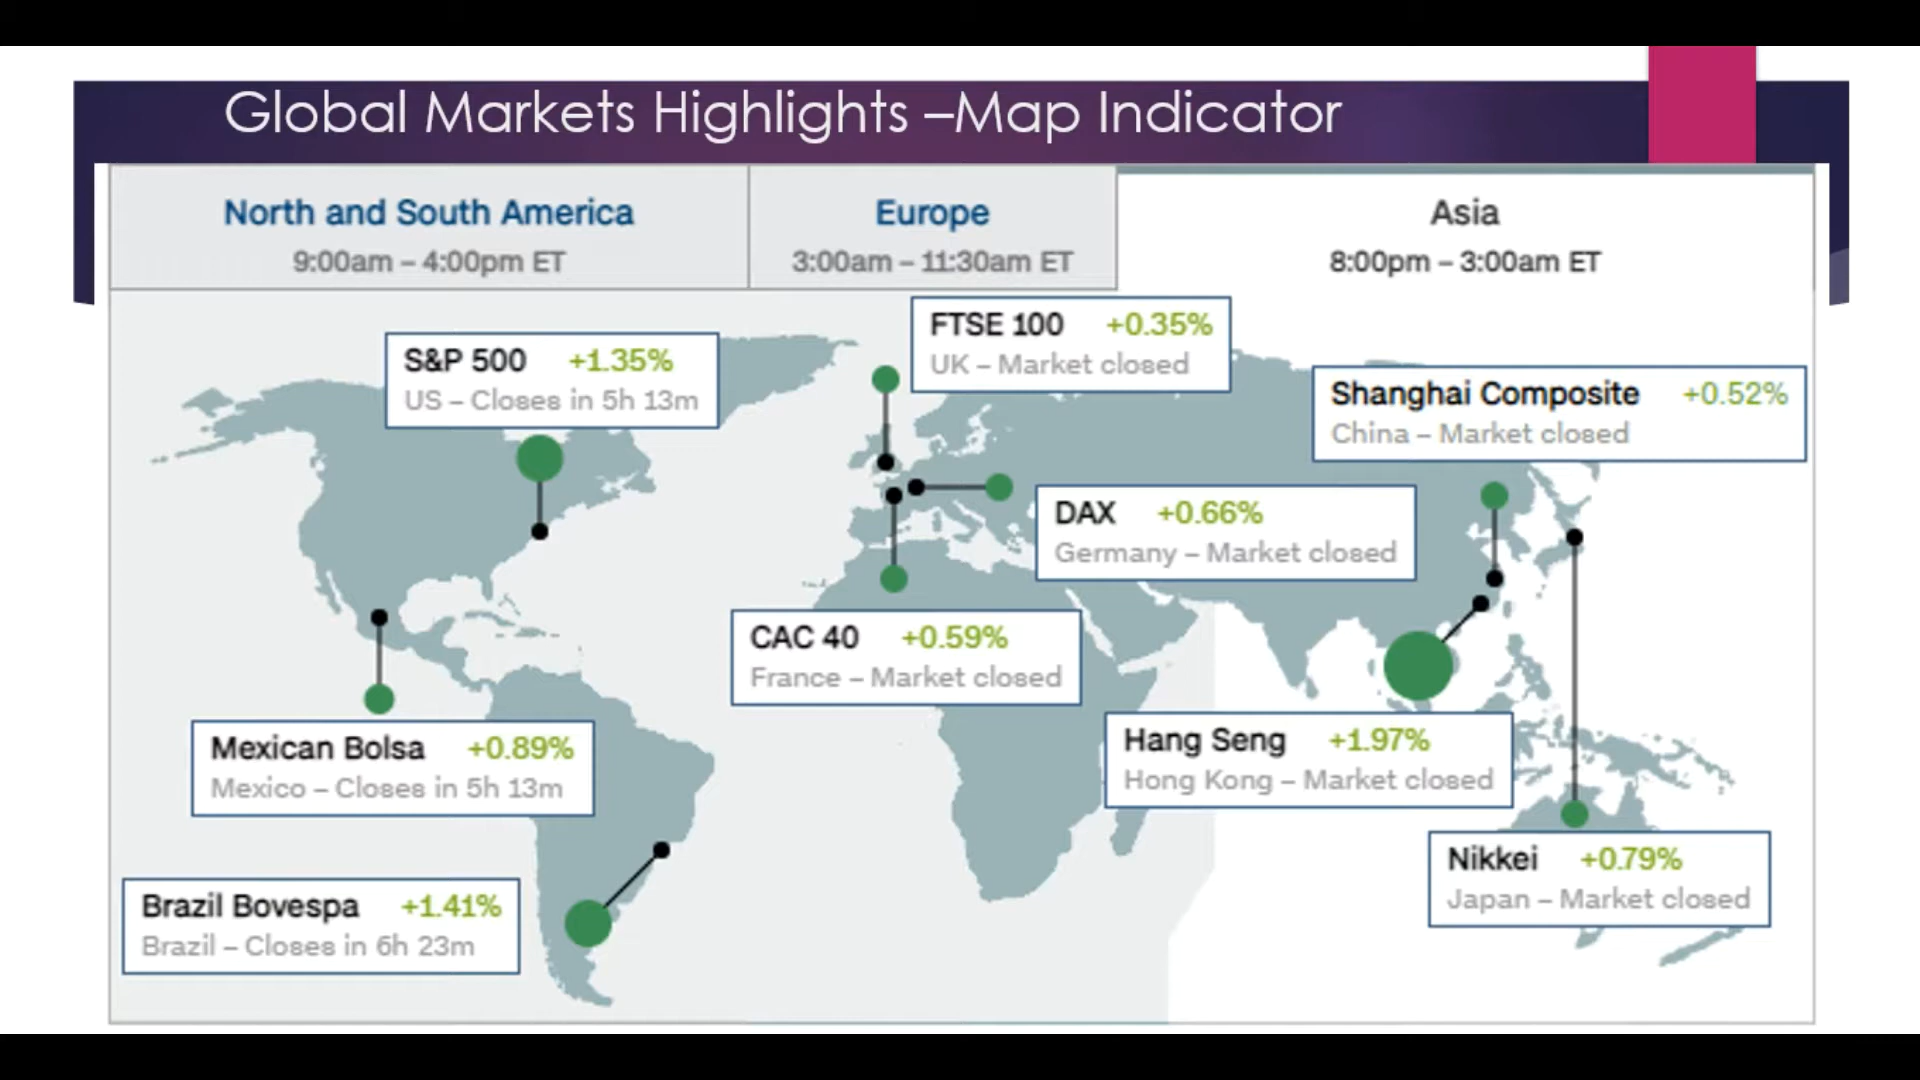 Global Markets Highlights –Map Indicator
North and South America
9:00am – 4:00pm ET
Europe
3:00am – 11:30am ET
Asia
8:00pm – 3:00am ET
FTSE 100 +0.35%
UK – Market closed
S&P 500 +1.35%
US – Closes in 5h 13m
Shanghai Composite +0.52%
China – Market closed
DAX +0.66%
Germany – Market closed
CAC 40 +0.59%
France – Market closed
Hang Seng +1.97%
Hong Kong – Market closed
Mexican Bolsa +0.89%
Mexico – Closes in 5h 13m
Nikkei +0.79%
Japan – Market closed
Brazil Bovespa +1.41%
Brazil – Closes in 6h 23m